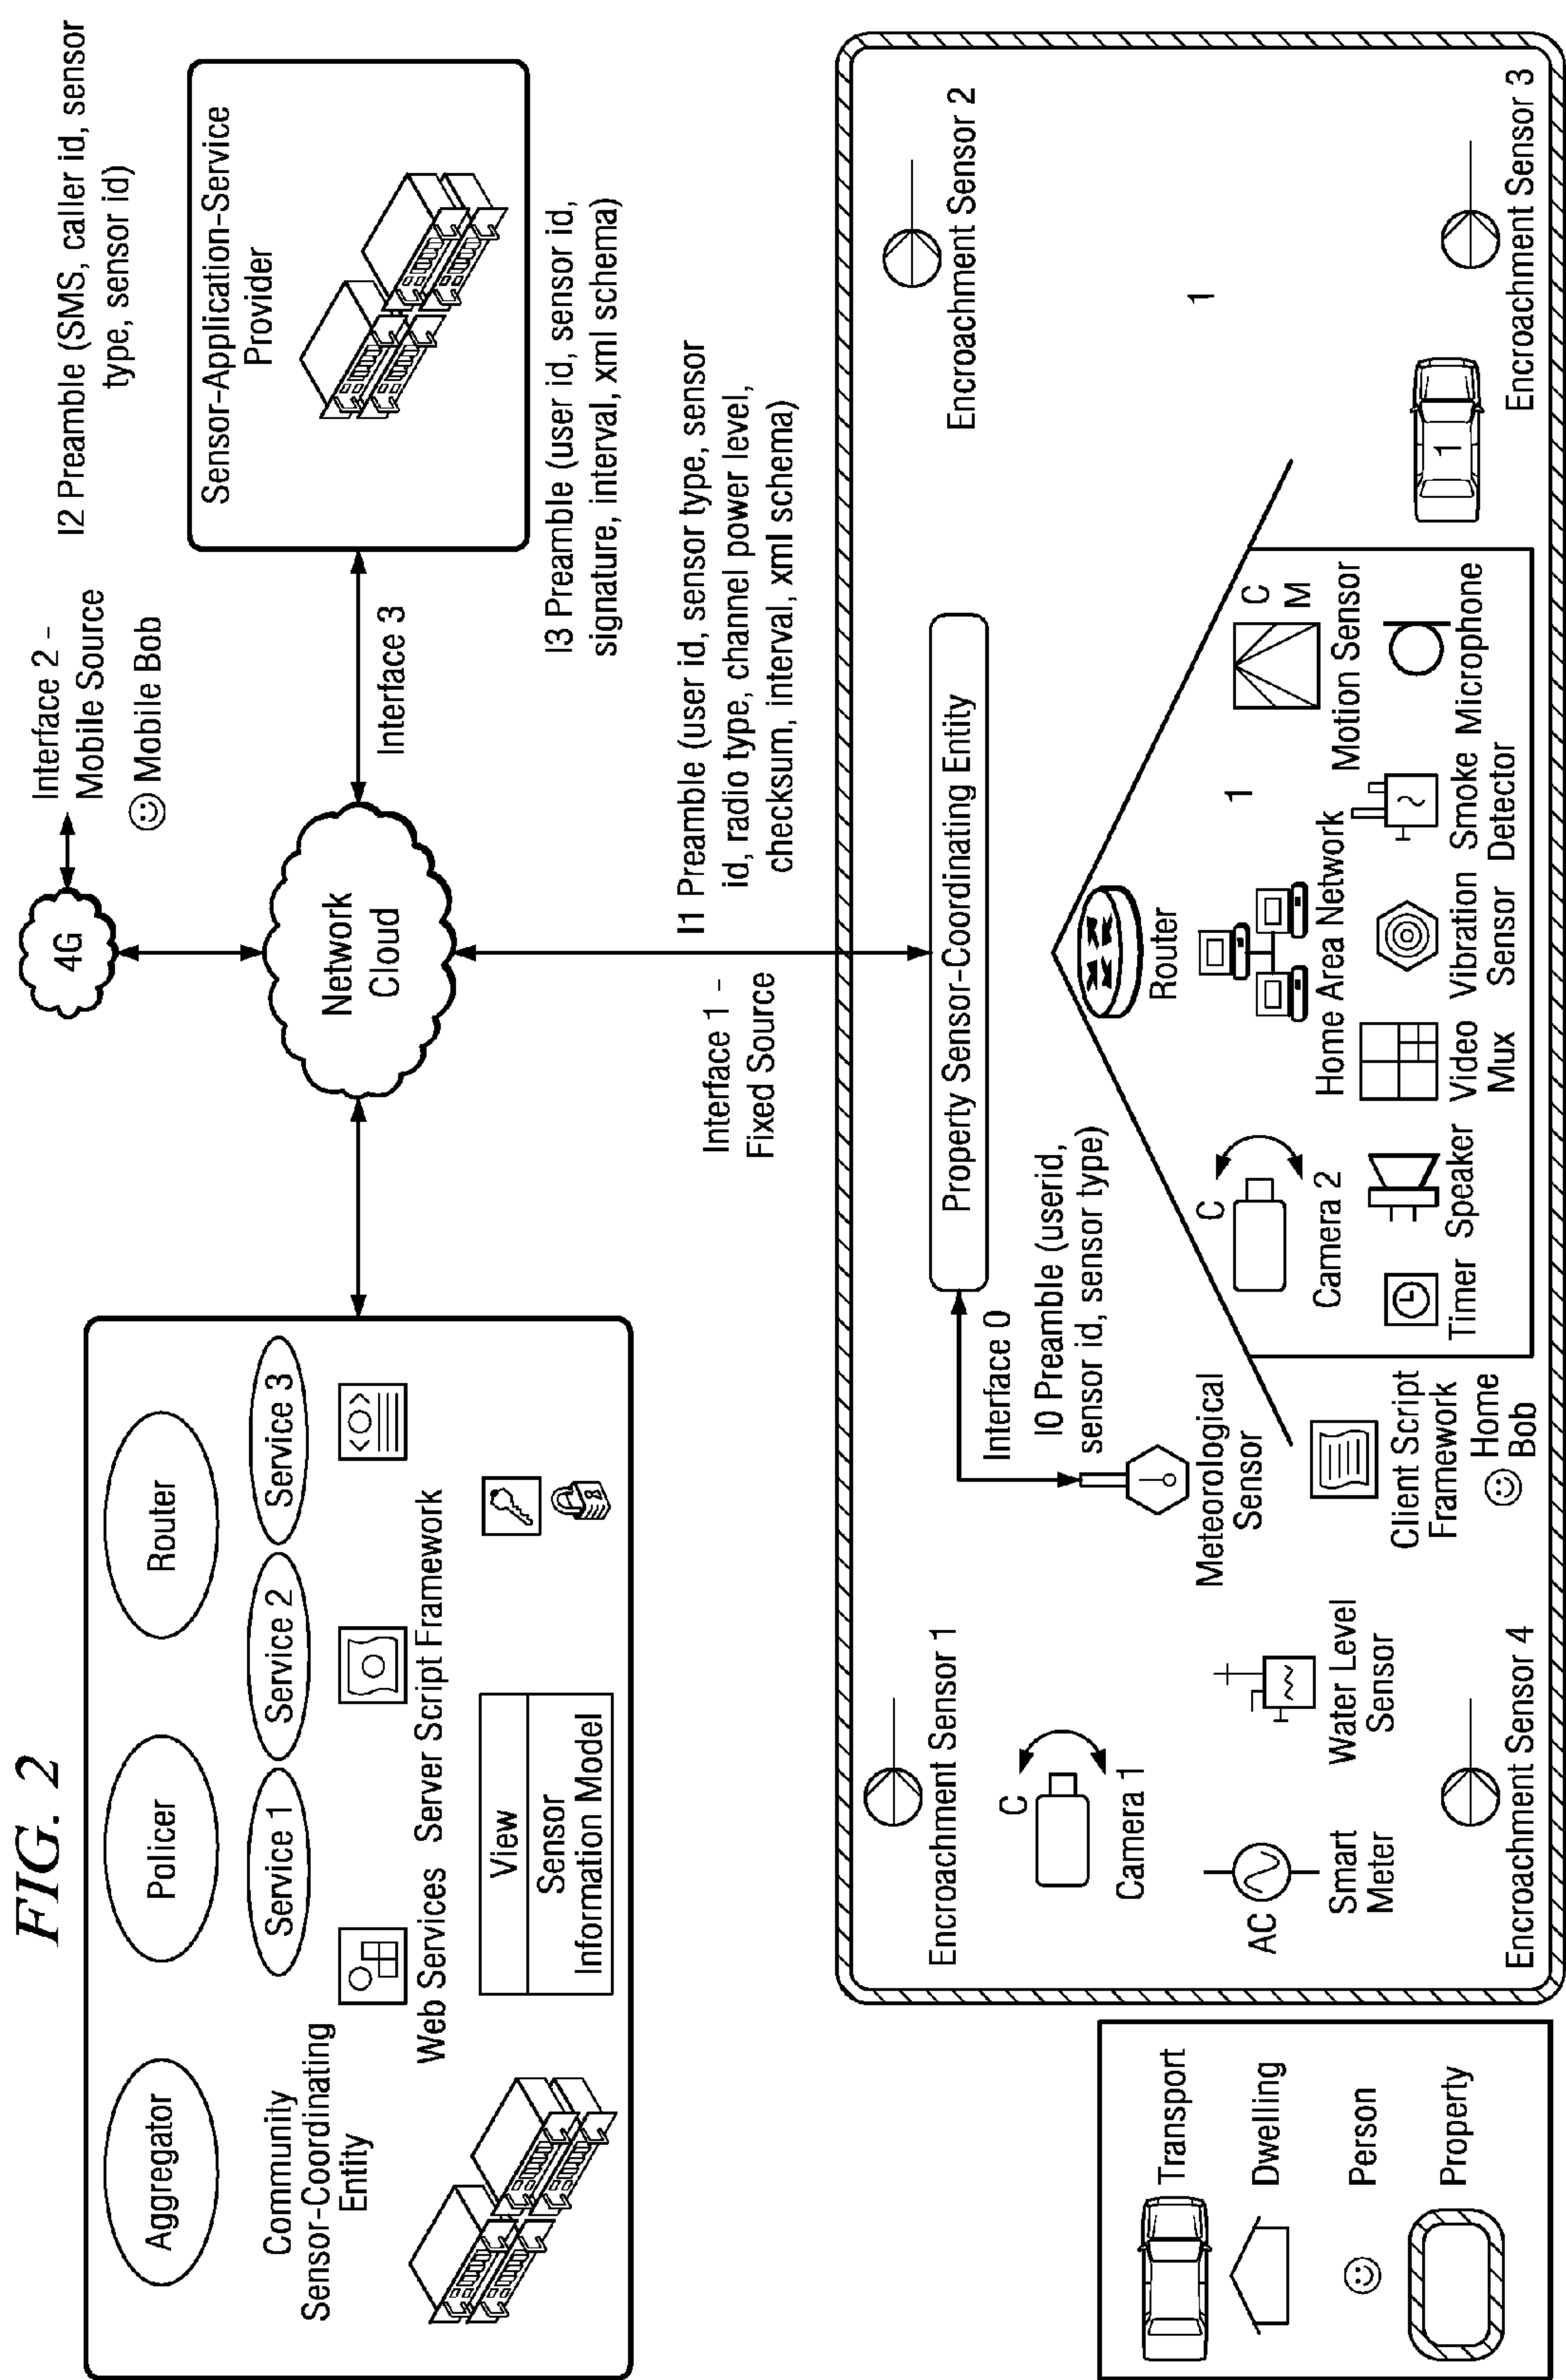 FIG. 2
Aggregator
Policer
Router
Community
Sensor-Coordinating
Entity
Service 1
Service 2
Service 3
Web Services
Server Script Framework
View
Sensor
Information Model
4G
Interface 2 -
Mobile Source
Mobile Bob
I2 Preamble (SMS, caller id, sensor
type, sensor id)
Network
Cloud
Interface 3
Sensor-Application-Service
Provider
I3 Preamble (user id, sensor id,
signature, interval, xml schema)
Interface 1 -
Fixed Source
I1 Preamble (user id, sensor type, sensor
id, radio type, channel power level,
checksum, interval, xml schema)
Transport
Dwelling
Person
Property
Encroachment Sensor 1
Encroachment Sensor 2
Property Sensor-Coordinating Entity
Interface 0
I0 Preamble (userid,
sensor id, sensor type)
C
Camera 1
Meteorological
Sensor
Router
1
AC
Smart
Meter
Water Level
Sensor
Client Script
Framework
Home
Bob
C
Camera 2
Home Area Network
1
C
M
Motion Sensor
Timer
Speaker
Video
Mux
Vibration
Sensor
Smoke
Detector
Microphone
1
Encroachment Sensor 4
Encroachment Sensor 3